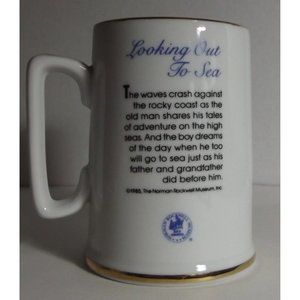 Looking Out
To Sea
The waves crash against
the rocky coast as the
old man shares his tales
of adventure on the high
seas. And the boy dreams
of the day when he too
will go to sea just as his
father and grandfather
did before him.
©1985, The Norman Rockwell Museum, Inc.